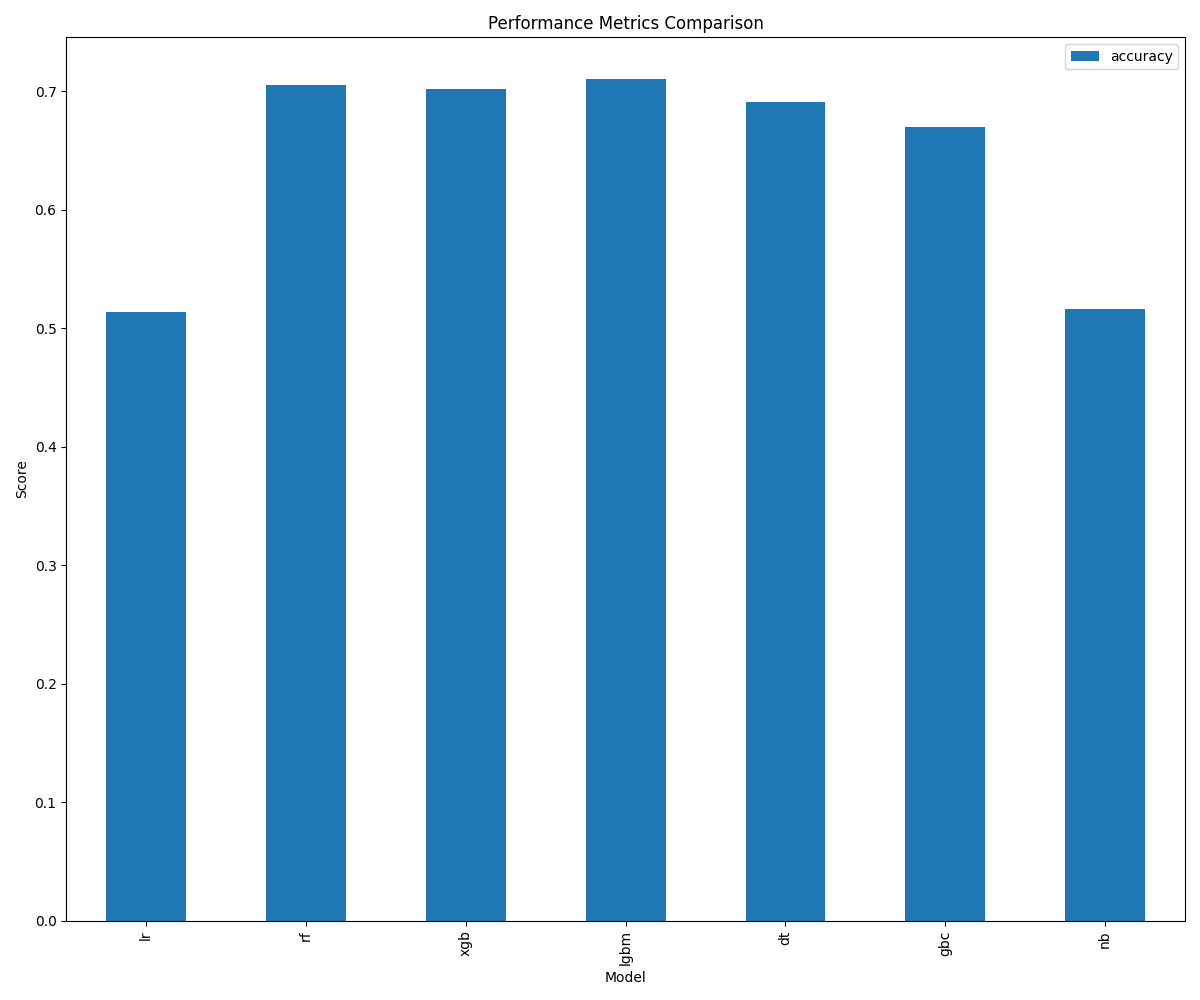 Performance Metrics Comparison
accuracy
0.7
0.6
0.5
0.4
0.3
0.2
0.1
0.0
Score
lr
rf
xgb
lgbm
dt
gbc
nb
Model